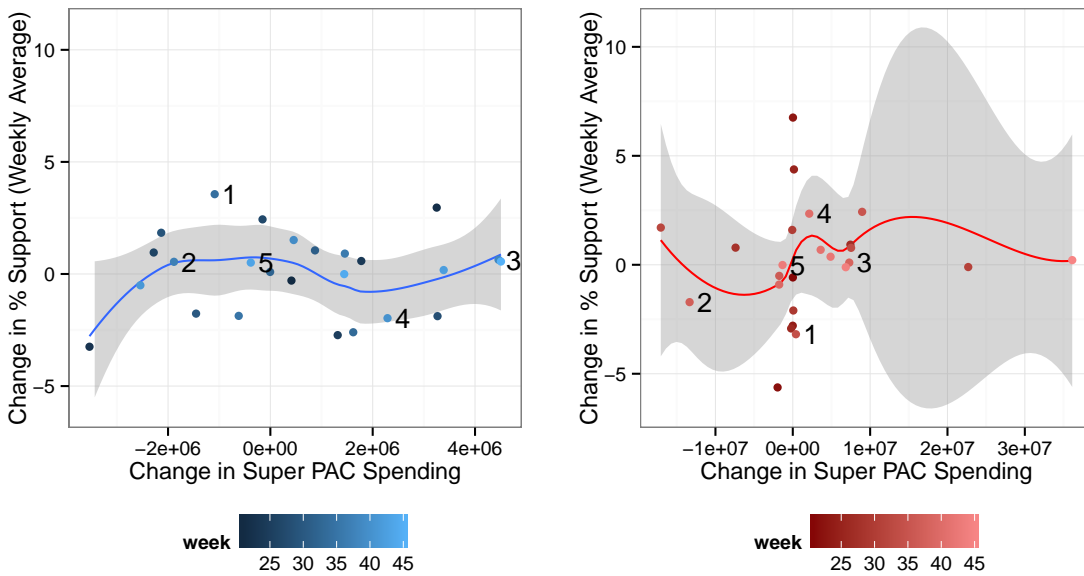 Change in % Support (Weekly Average)
10
5
0
−5
1
2
5
3
4
−2e+06 0e+00 2e+06 4e+06
Change in Super PAC Spending
week
25 30 35 40 45
Change in % Support (Weekly Average)
10
5
0
−5
4
5
3
2
1
−1e+07 0e+00 1e+07 2e+07 3e+07
Change in Super PAC Spending
week
25 30 35 40 45